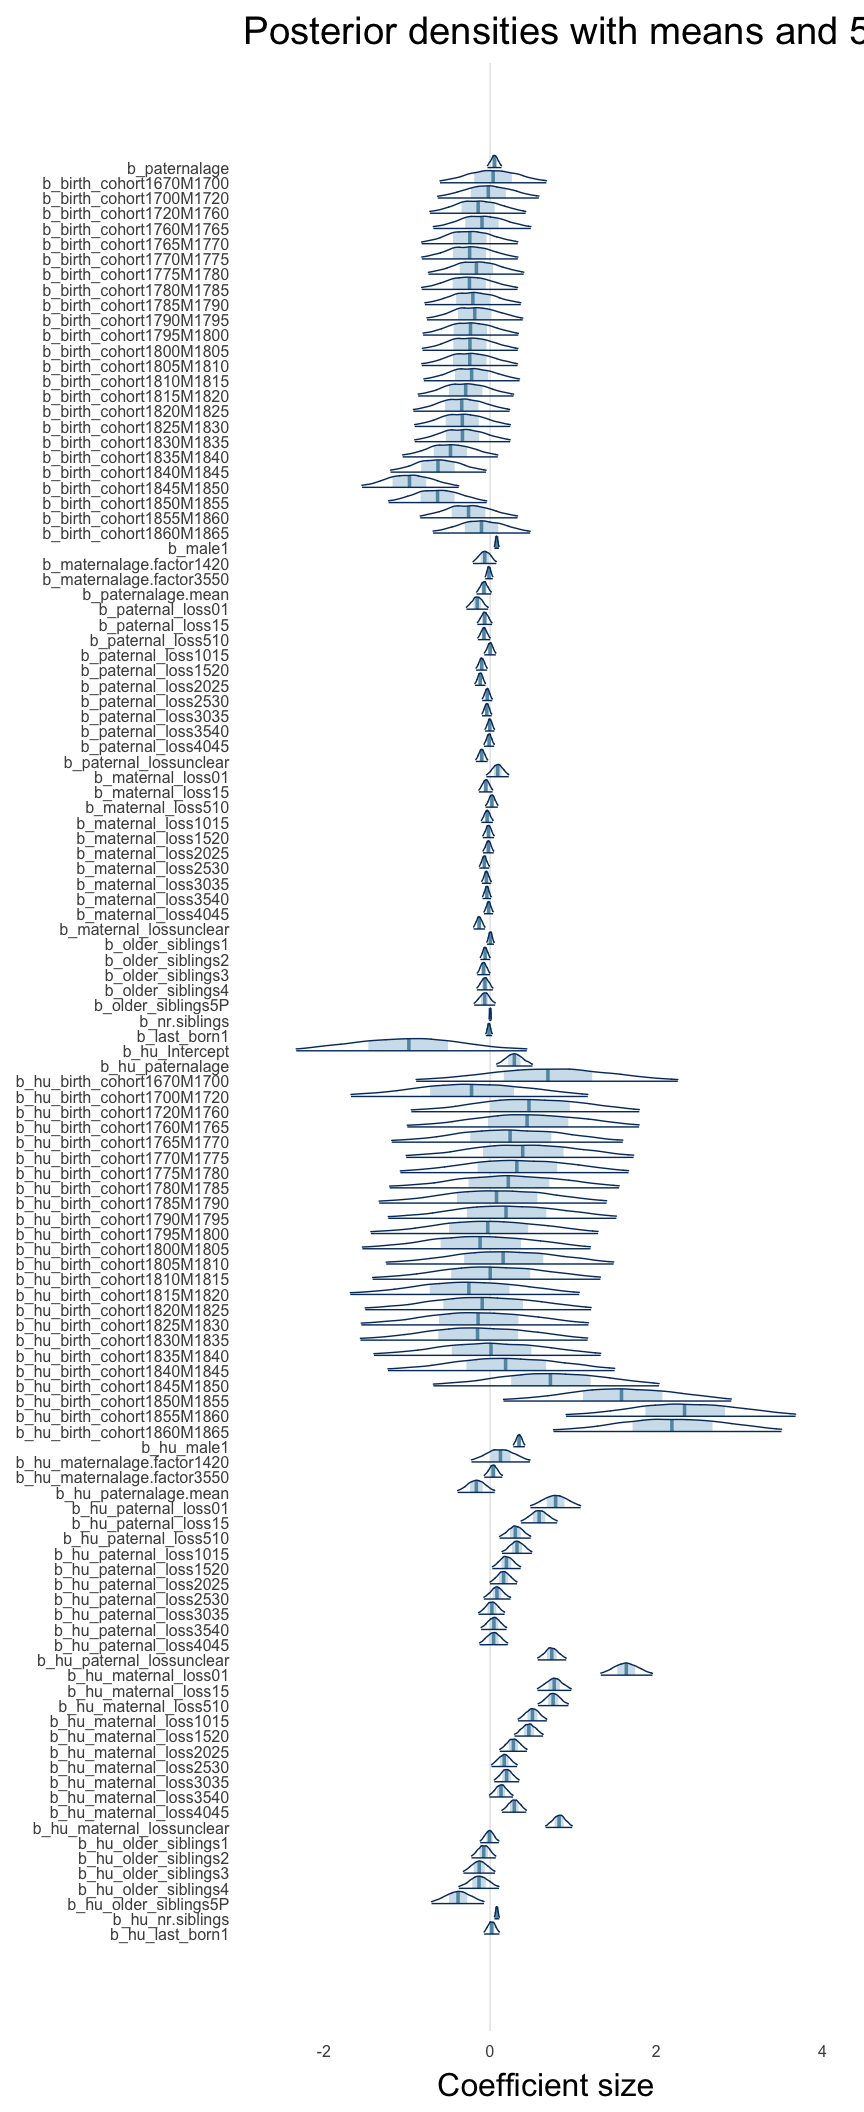 Posterior densities with means and 5
b_paternalage
b_birth_cohort1670M1700
b_birth_cohort1700M1720
b_birth_cohort1720M1760
b_birth_cohort1760M1765
b_birth_cohort1765M1770
b_birth_cohort1770M1775
b_birth_cohort1775M1780
b_birth_cohort1780M1785
b_birth_cohort1785M1790
b_birth_cohort1790M1795
b_birth_cohort1795M1800
b_birth_cohort1800M1805
b_birth_cohort1805M1810
b_birth_cohort1810M1815
b_birth_cohort1815M1820
b_birth_cohort1820M1825
b_birth_cohort1825M1830
b_birth_cohort1830M1835
b_birth_cohort1835M1840
b_birth_cohort1840M1845
b_birth_cohort1845M1850
b_birth_cohort1850M1855
b_birth_cohort1855M1860
b_birth_cohort1860M1865
b_male1
b_maternalage.factor1420
b_maternalage.factor3550
b_paternalage.mean
b_paternal_loss01
b_paternal_loss15
b_paternal_loss510
b_paternal_loss1015
b_paternal_loss1520
b_paternal_loss2025
b_paternal_loss2530
b_paternal_loss3035
b_paternal_loss3540
b_paternal_loss4045
b_paternal_lossunclear
b_maternal_loss01
b_maternal_loss15
b_maternal_loss510
b_maternal_loss1015
b_maternal_loss1520
b_maternal_loss2025
b_maternal_loss2530
b_maternal_loss3035
b_maternal_loss3540
b_maternal_loss4045
b_maternal_lossunclear
b_older_siblings1
b_older_siblings2
b_older_siblings3
b_older_siblings4
b_older_siblings5P
b_nr.siblings
b_last_born1
b_hu_Intercept
b_hu_paternalage
b_hu_birth_cohort1670M1700
b_hu_birth_cohort1700M1720
b_hu_birth_cohort1720M1760
b_hu_birth_cohort1760M1765
b_hu_birth_cohort1765M1770
b_hu_birth_cohort1770M1775
b_hu_birth_cohort1775M1780
b_hu_birth_cohort1780M1785
b_hu_birth_cohort1785M1790
b_hu_birth_cohort1790M1795
b_hu_birth_cohort1795M1800
b_hu_birth_cohort1800M1805
b_hu_birth_cohort1805M1810
b_hu_birth_cohort1810M1815
b_hu_birth_cohort1815M1820
b_hu_birth_cohort1820M1825
b_hu_birth_cohort1825M1830
b_hu_birth_cohort1830M1835
b_hu_birth_cohort1835M1840
b_hu_birth_cohort1840M1845
b_hu_birth_cohort1845M1850
b_hu_birth_cohort1850M1855
b_hu_birth_cohort1855M1860
b_hu_birth_cohort1860M1865
b_hu_male1
b_hu_maternalage.factor1420
b_hu_maternalage.factor3550
b_hu_paternalage.mean
b_hu_paternal_loss01
b_hu_paternal_loss15
b_hu_paternal_loss510
b_hu_paternal_loss1015
b_hu_paternal_loss1520
b_hu_paternal_loss2025
b_hu_paternal_loss2530
b_hu_paternal_loss3035
b_hu_paternal_loss3540
b_hu_paternal_loss4045
b_hu_paternal_lossunclear
b_hu_maternal_loss01
b_hu_maternal_loss15
b_hu_maternal_loss510
b_hu_maternal_loss1015
b_hu_maternal_loss1520
b_hu_maternal_loss2025
b_hu_maternal_loss2530
b_hu_maternal_loss3035
b_hu_maternal_loss3540
b_hu_maternal_loss4045
b_hu_maternal_lossunclear
b_hu_older_siblings1
b_hu_older_siblings2
b_hu_older_siblings3
b_hu_older_siblings4
b_hu_older_siblings5P
b_hu_nr.siblings
b_hu_last_born1
-2 0 2 4
Coefficient size